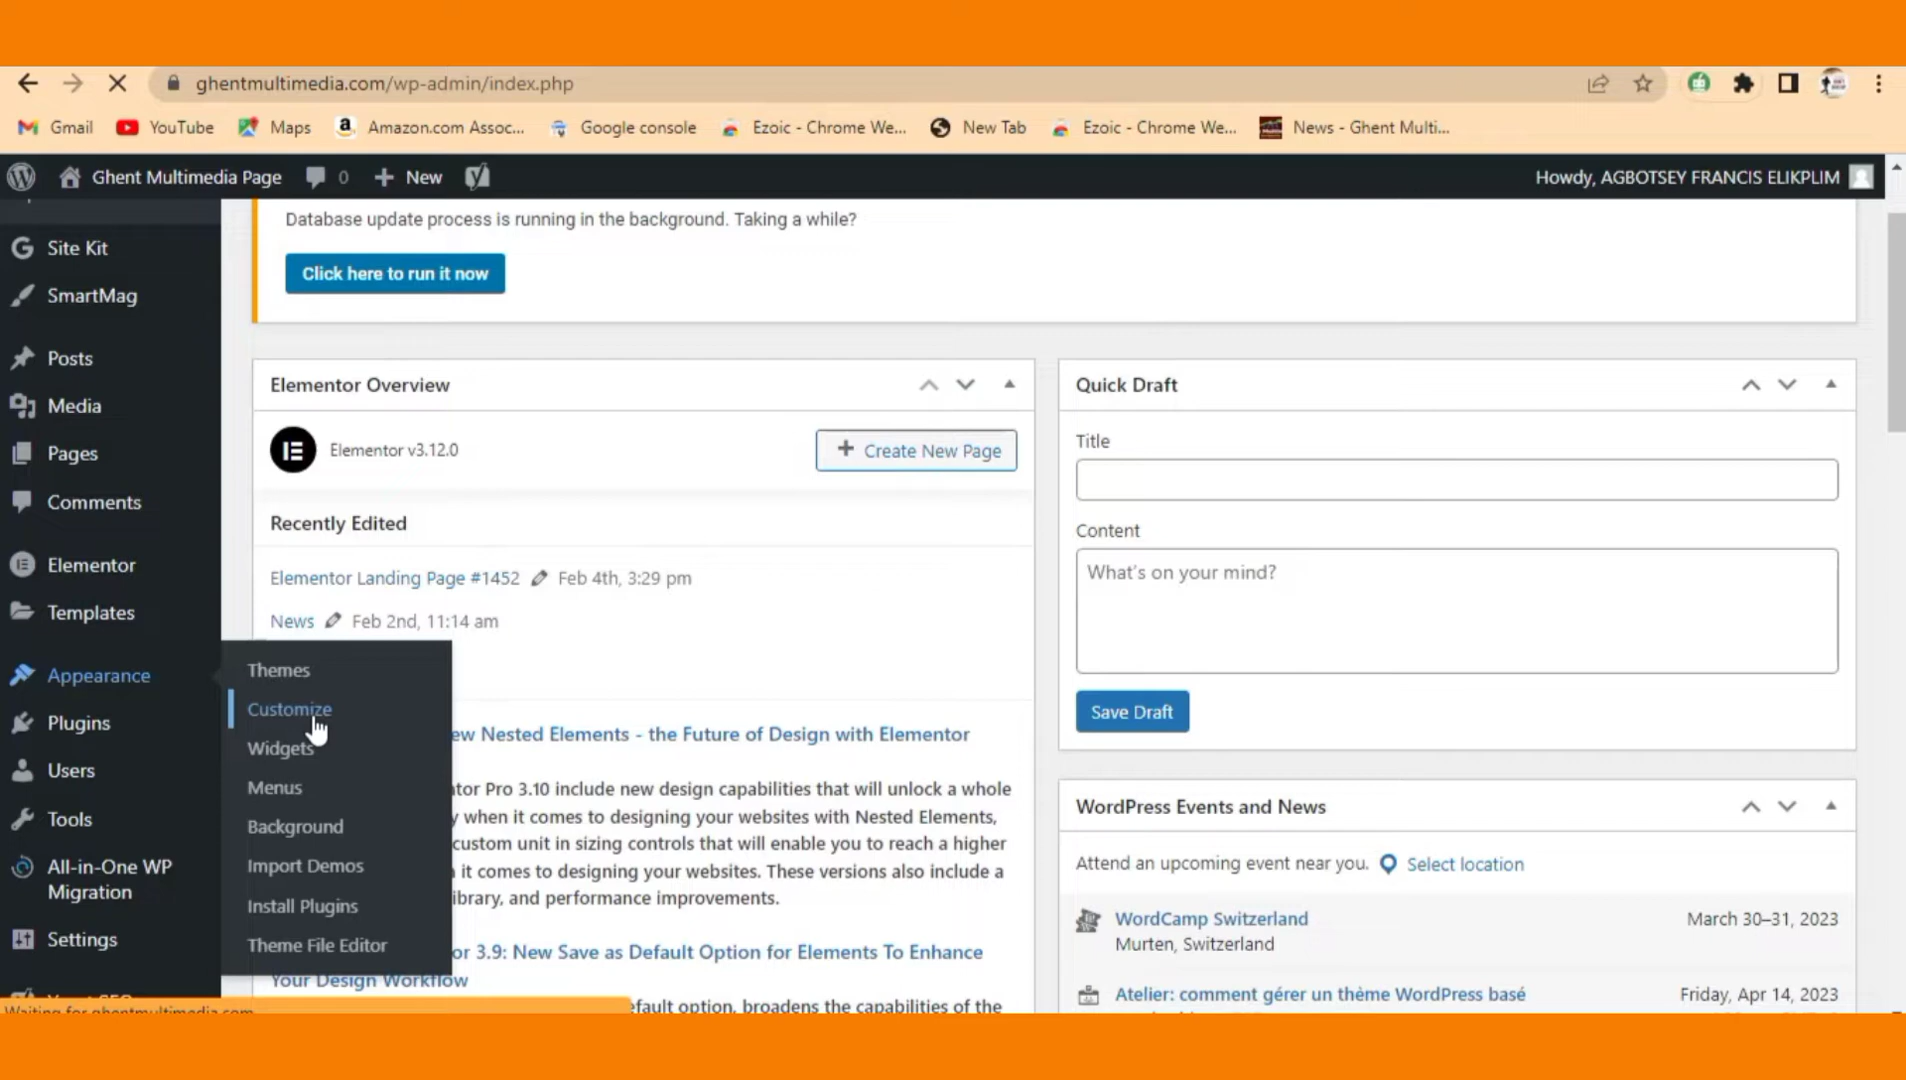 ghentmultimedia.com/wp-admin/index.php
Gmail
YouTube
Maps
Amazon.com Assoc...
Google console
Ezoic - Chrome We...
New Tab
Ezoic - Chrome We...
News - Ghent Multi...
Ghent Multimedia Page
0
New
Howdy, AGBOTSEY FRANCIS ELIKPLIM
Site Kit
SmartMag
Posts
Media
Pages
Comments
Elementor
Templates
Appearance
Plugins
Users
Tools
All-in-One WP
Migration
Settings
Themes
Customize
Widgets
Menus
Background
Import Demos
Install Plugins
Theme File Editor
Database update process is running in the background. Taking a while?
Click here to run it now
Elementor Overview
Elementor v3.12.0
Create New Page
Recently Edited
Elementor Landing Page #1452 Feb 4th, 3:29 pm
News Feb 2nd, 11:14 am
Nested Elements - the Future of Design with Elementor
Pro 3.10 include new design capabilities that will unlock a whole
when it comes to designing your websites with Nested Elements,
custom unit in sizing controls that will enable you to reach a higher
it comes to designing your websites. These versions also include a
and performance improvements.
3.9: New Save as Default Option for Elements To Enhance
Your Design Workflow
option, broadens the capabilities of the
Quick Draft
Title
Content
What's on your mind?
Save Draft
WordPress Events and News
Attend an upcoming event near you. Select location
WordCamp Switzerland March 30–31, 2023
Murten, Switzerland
Atelier: comment gérer un thème WordPress basé Friday, Apr 14, 2023